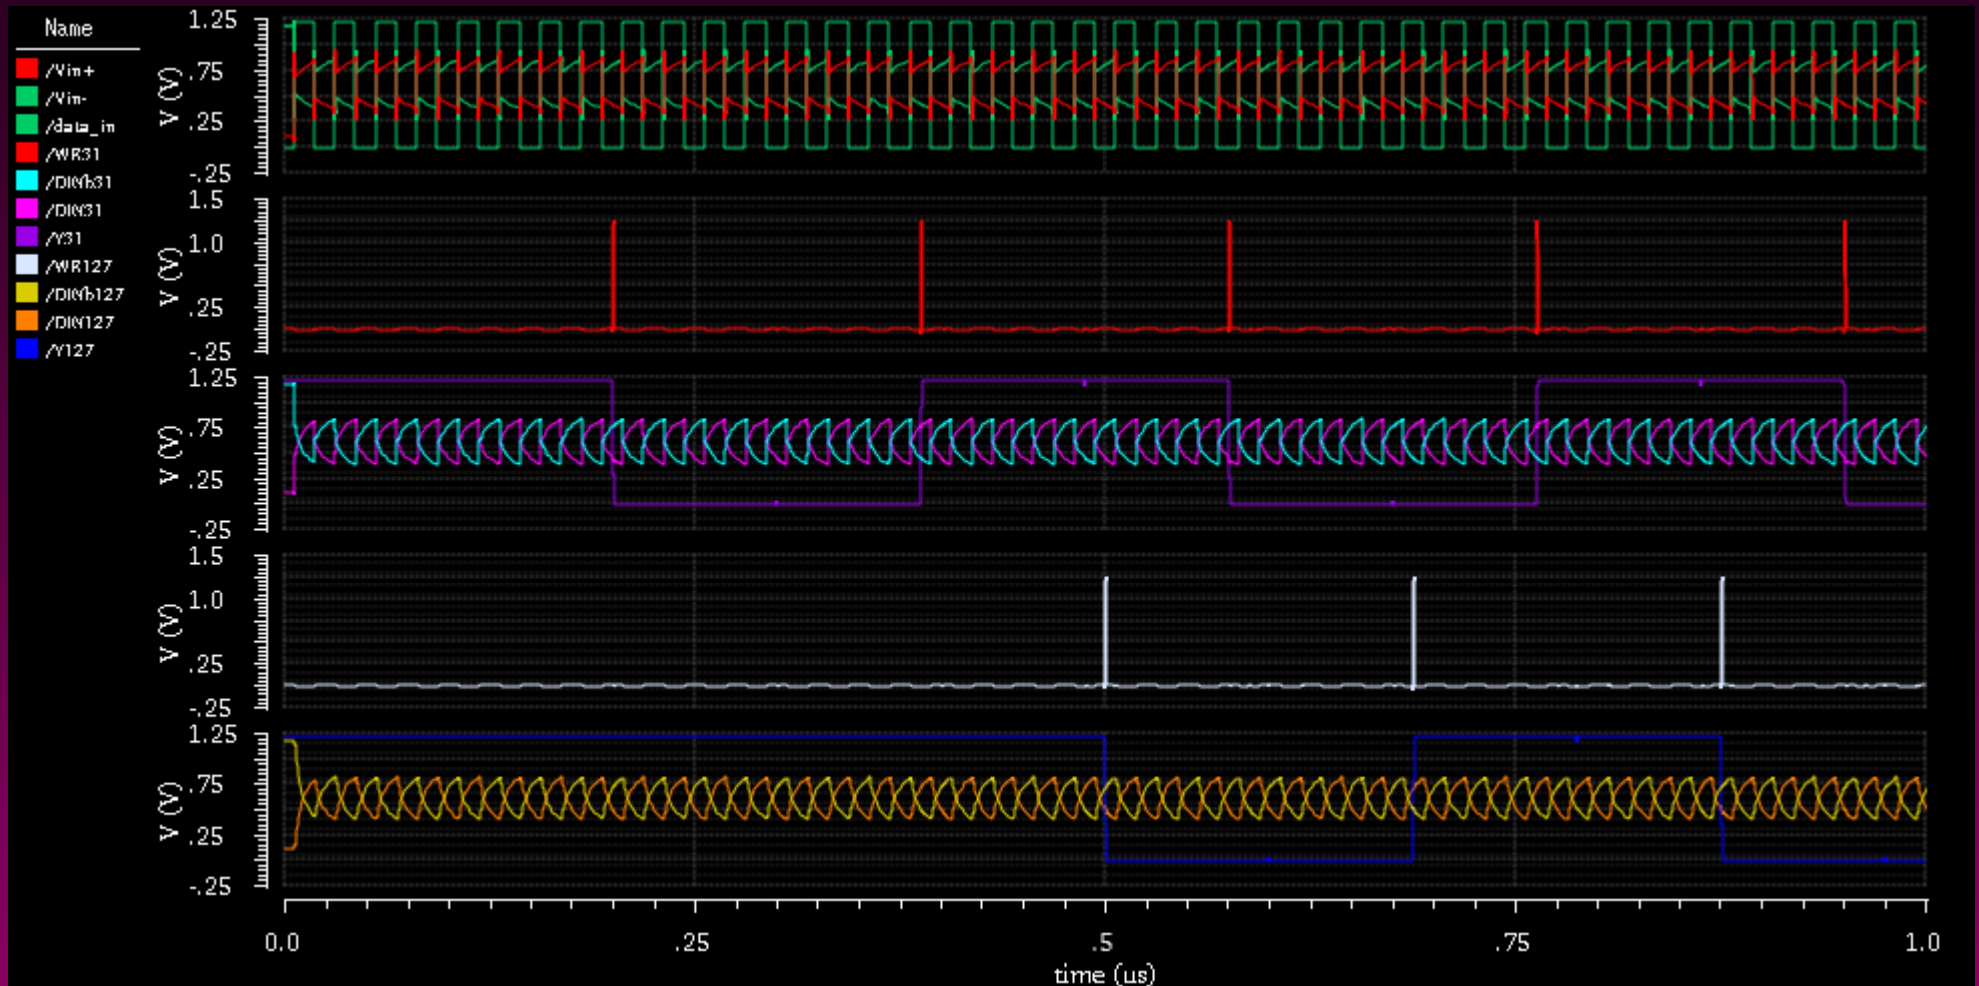 Name
/Vin+
/Vin-
/data_in
/WR31
/DINb31
/DIN31
/Y31
/WR127
/DINb127
/DIN127
/Y127
V (V)
1.25
.75
.25
-.25
V (V)
1.5
1.0
.25
-.25
V (V)
1.25
.75
.25
-.25
V (V)
1.5
1.0
.25
-.25
V (V)
1.25
.75
.25
-.25
0.0 .25 .5 .75 1.0
time (us)